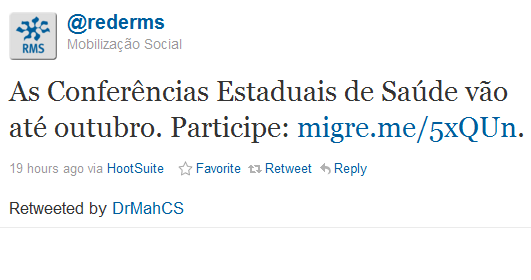 @rederms
RMS
Mobilização Social
As Conferências Estaduais de Saúde vão
até outubro. Participe: migre.me/5xQUn.
19 hours ago via HootSuite Favorite Retweet Reply
Retweeted by DrMahCS